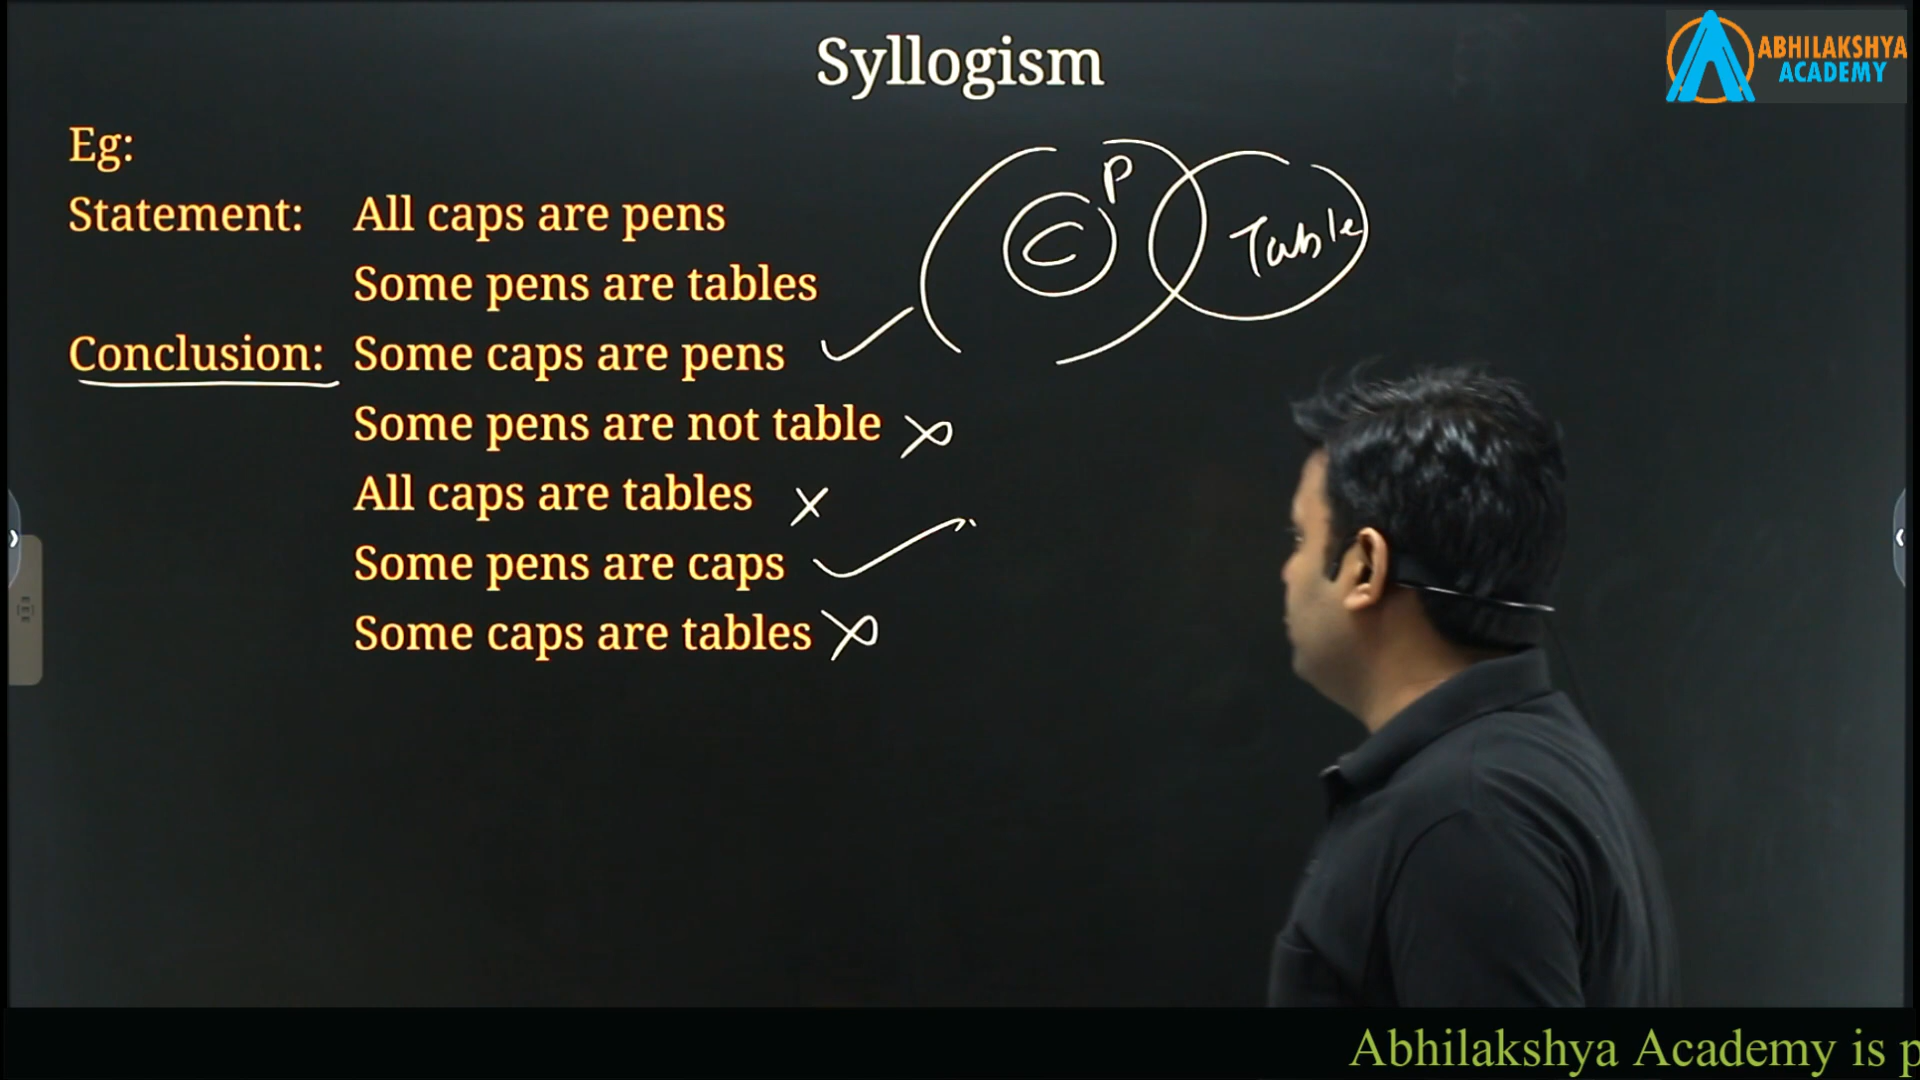 Syllogism
ABHILAKSHYA
ACADEMY
Eg:
Statement: All caps are pens
Some pens are tables
Conclusion: Some caps are pens
Some pens are not table
All caps are tables
Some pens are caps
Some caps are tables
P
C
Table
Abhilakshya Academy is p